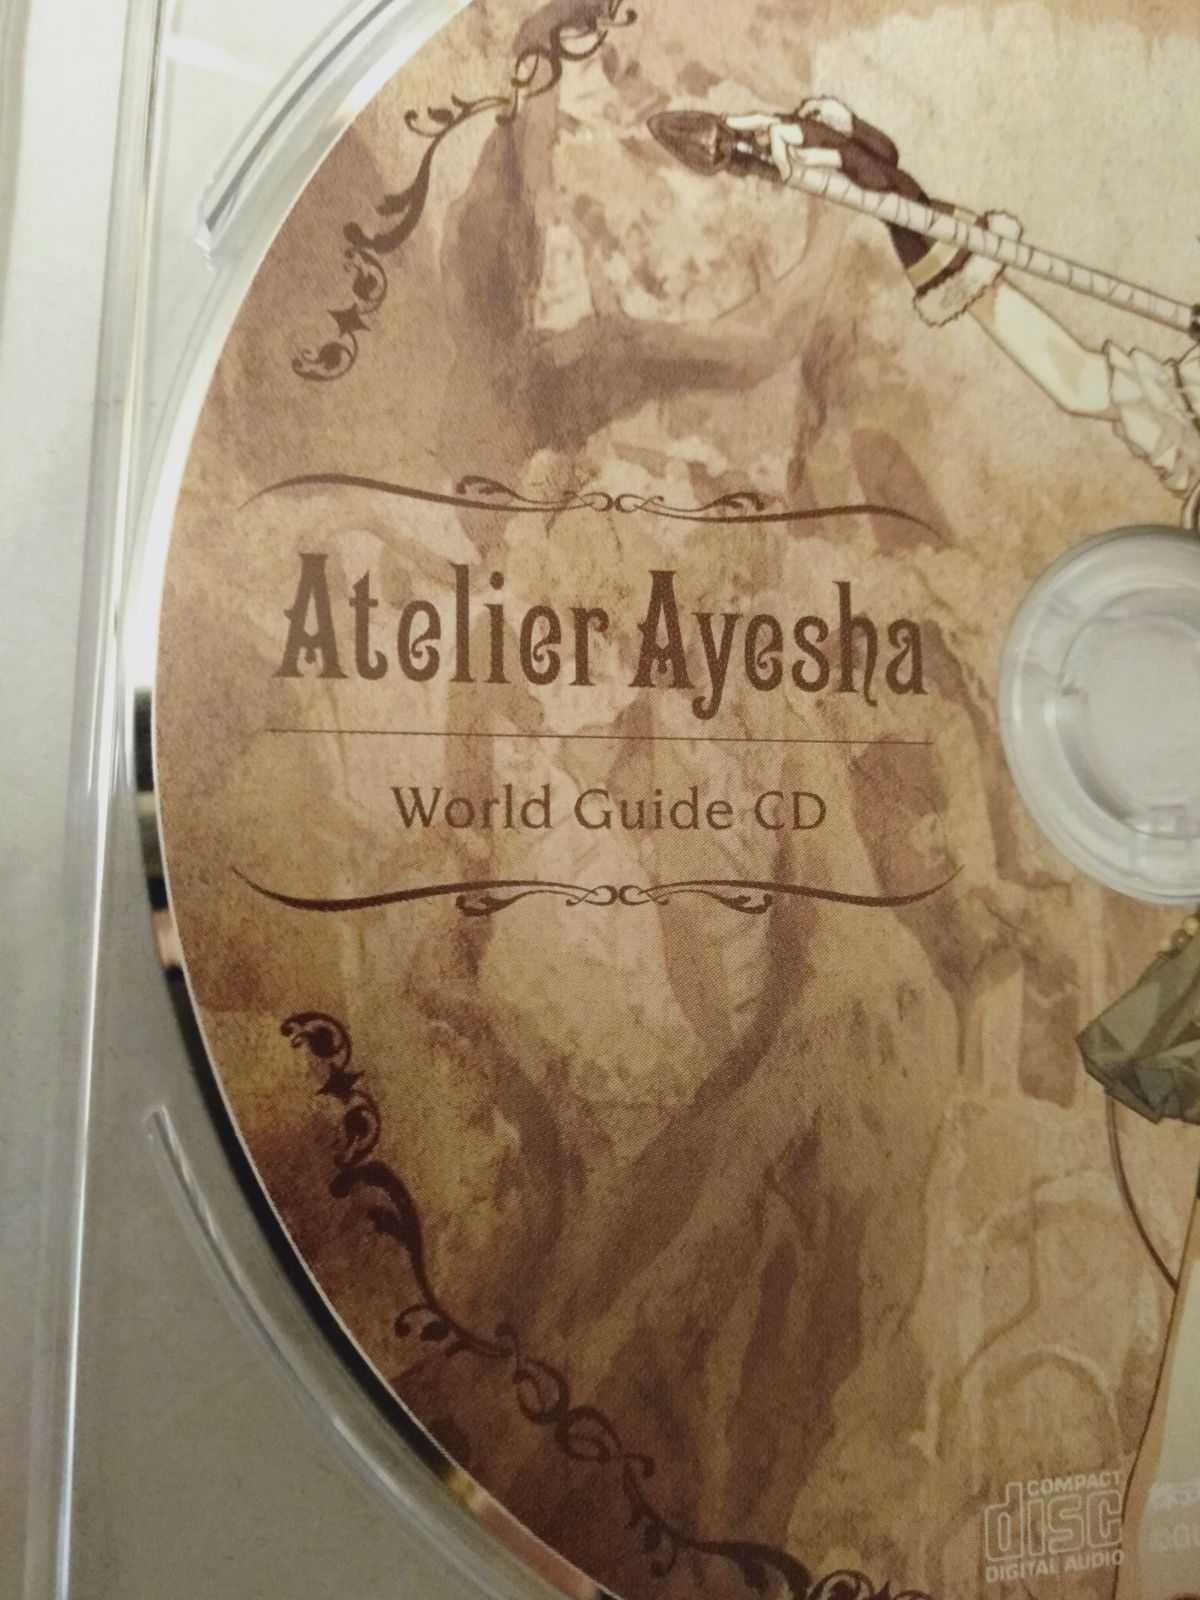 Atelier Ayesha
World Guide CD
COMPACT
disc
DIGITAL AUDIO